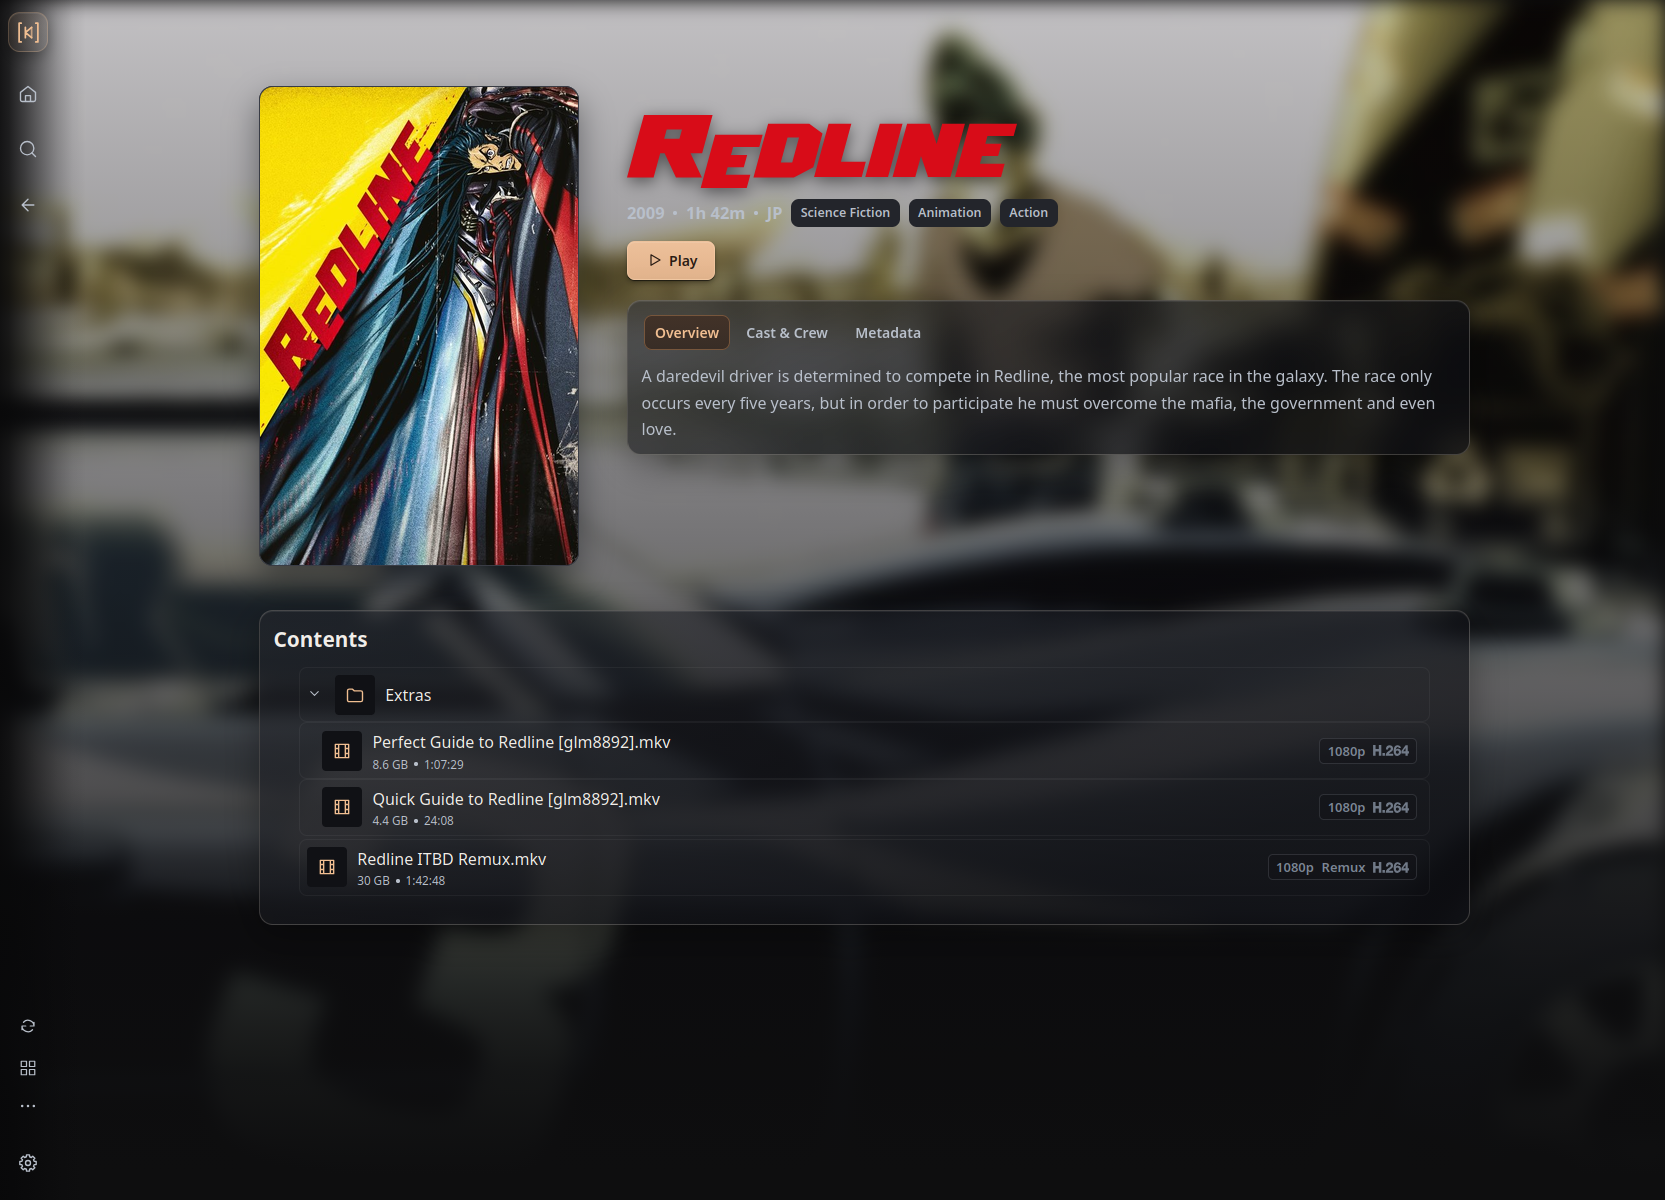 REDLINE
REDLINE
2009 • 1h 42m • JP Science Fiction Animation Action
Play
Overview Cast & Crew Metadata
A daredevil driver is determined to compete in Redline, the most popular race in the galaxy. The race only
occurs every five years, but in order to participate he must overcome the mafia, the government and even
love.
Contents
Extras
Perfect Guide to Redline [glm8892].mkv
8.6 GB • 1:07:29
1080p H.264
Quick Guide to Redline [glm8892].mkv
4.4 GB • 24:08
1080p H.264
Redline ITBD Remux.mkv
30 GB • 1:42:48
1080p Remux H.264